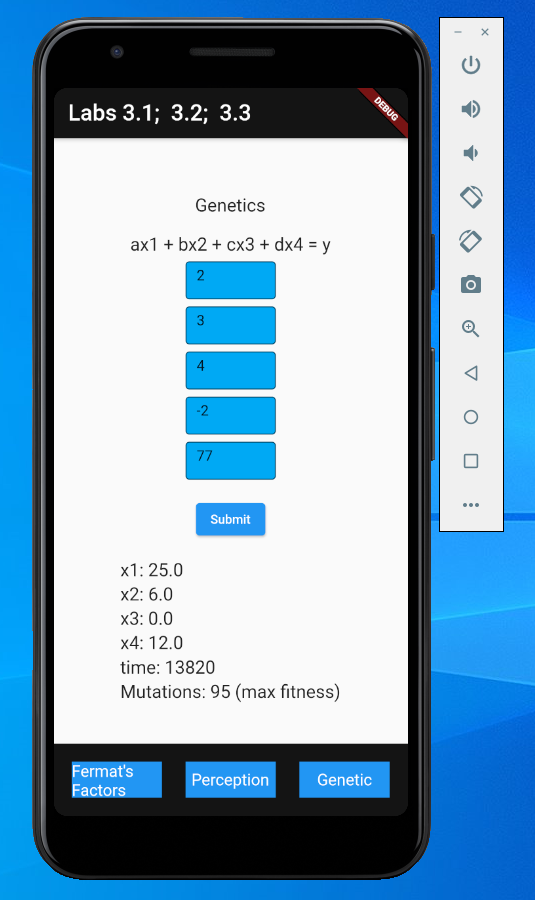 Labs 3.1;  3.2;  3.3
DEBUG
Genetics
ax1 + bx2 + cx3 + dx4 = y
2
3
4
-2
77
Submit
x1: 25.0
x2: 6.0
x3: 0.0
x4: 12.0
time: 13820
Mutations: 95 (max fitness)
Fermat's
Factors
Perception
Genetic